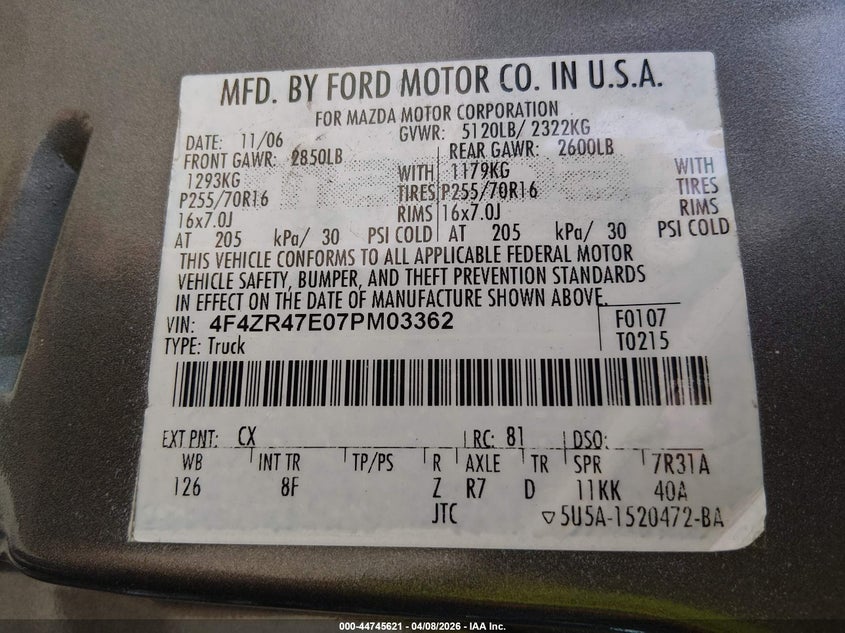 MFD. BY FORD MOTOR CO. IN U.S.A.
FOR MAZDA MOTOR CORPORATION
DATE: 11/06 GVWR: 5120LB/ 2322KG
FRONT GAWR: 2850LB REAR GAWR: 2600LB
1293KG WITH 1179KG WITH
P255/70R16 TIRES P255/70R16 TIRES
16x7.0J RIMS 16x7.0J RIMS
AT 205 kPa/ 30 PSI COLD AT 205 kPa/ 30 PSI COLD
THIS VEHICLE CONFORMS TO ALL APPLICABLE FEDERAL MOTOR
VEHICLE SAFETY, BUMPER, AND THEFT PREVENTION STANDARDS
IN EFFECT ON THE DATE OF MANUFACTURE SHOWN ABOVE.
VIN: 4F4ZR47E07PM03362 F0107
TYPE: Truck T0215
EXT PNT: CX RC: 81 DSO:
WB INT TR TP/PS R AXLE TR SPR 7R31A
126 8F Z R7 D 11KK 40A
JTC ▽5U5A-1520472-BA
000-44745621 - 04/08/2026 - IAA Inc.